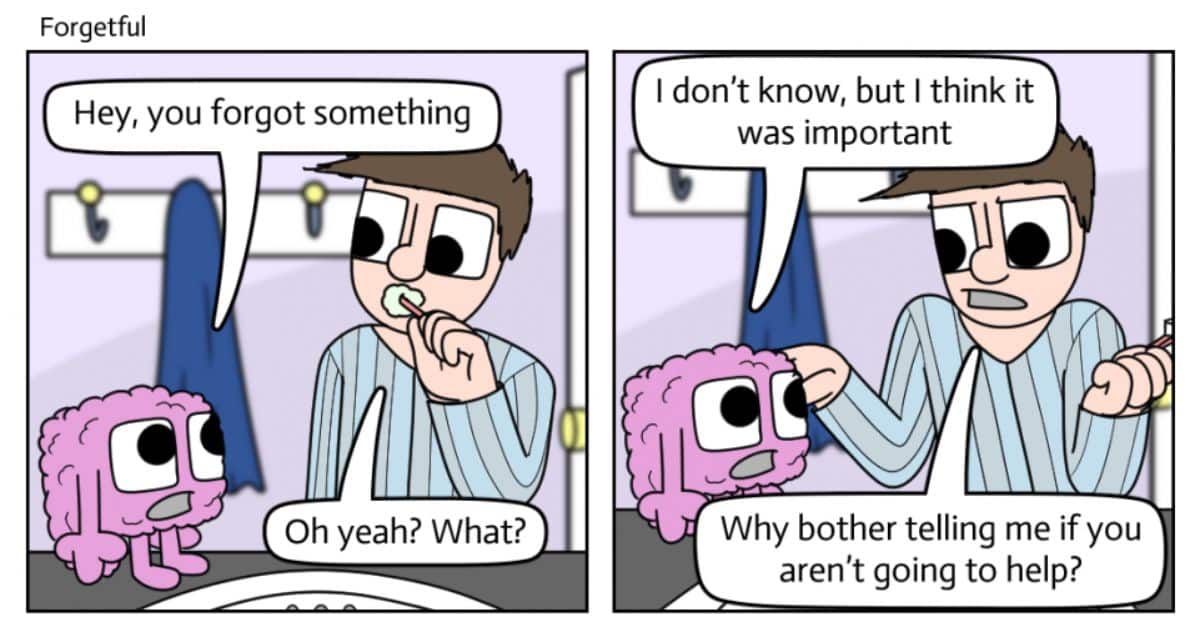 Forgetful
Hey, you forgot something
Oh yeah? What?
I don't know, but I think it
was important
Why bother telling me if you
aren't going to help?